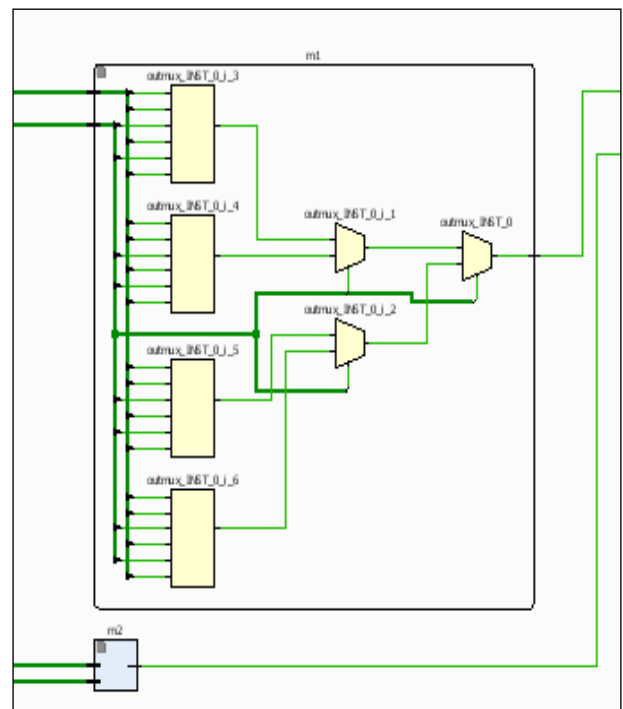 m1
outmux_INST_0_i_3
outmux_INST_0_i_4
outmux_INST_0_i_1
outmux_INST_0
outmux_INST_0_i_2
outmux_INST_0_i_5
outmux_INST_0_i_6
m2